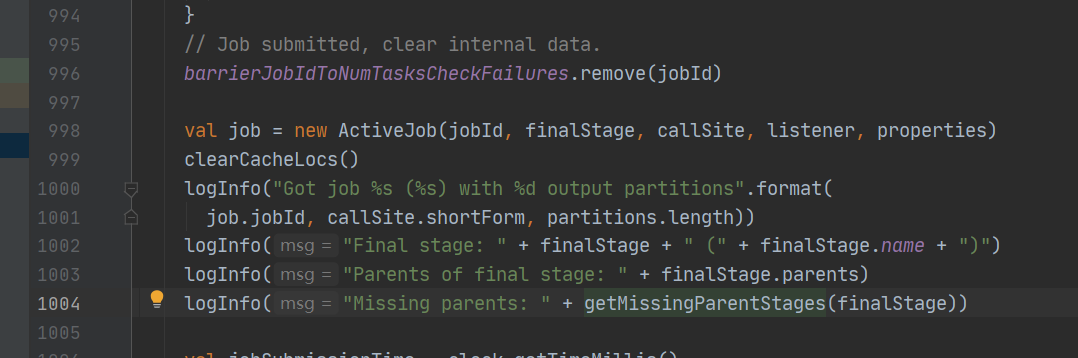 994 }
995 // Job submitted, clear internal data.
996 barrierJobIdToNumTasksCheckFailures.remove(jobId)
997
998 val job = new ActiveJob(jobId, finalStage, callSite, listener, properties)
999 clearCacheLocs()
1000 logInfo("Got job %s (%s) with %d output partitions".format(
1001 job.jobId, callSite.shortForm, partitions.length))
1002 logInfo( msg = "Final stage: " + finalStage + " (" + finalStage.name + ")")
1003 logInfo( msg = "Parents of final stage: " + finalStage.parents)
1004 logInfo( msg = "Missing parents: " + getMissingParentStages(finalStage))
1005